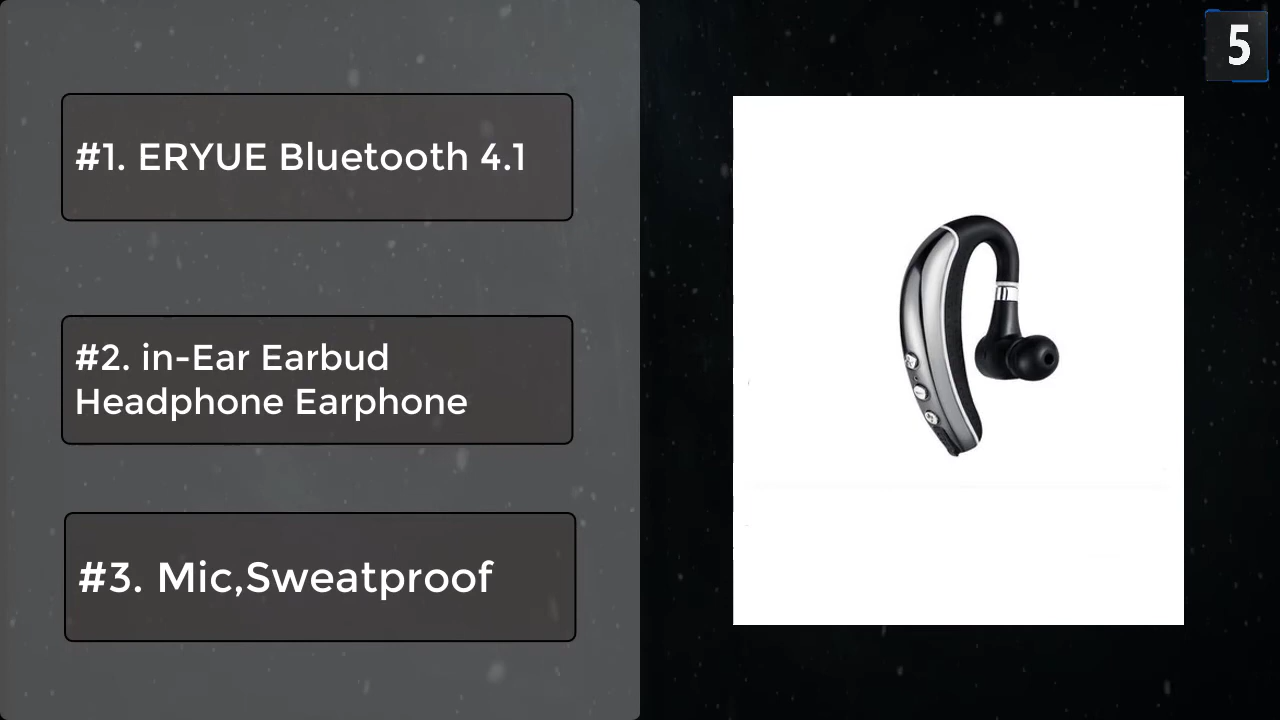 5
#1. ERYUE Bluetooth 4.1
#2. in-Ear Earbud
Headphone Earphone
#3. Mic,Sweatproof